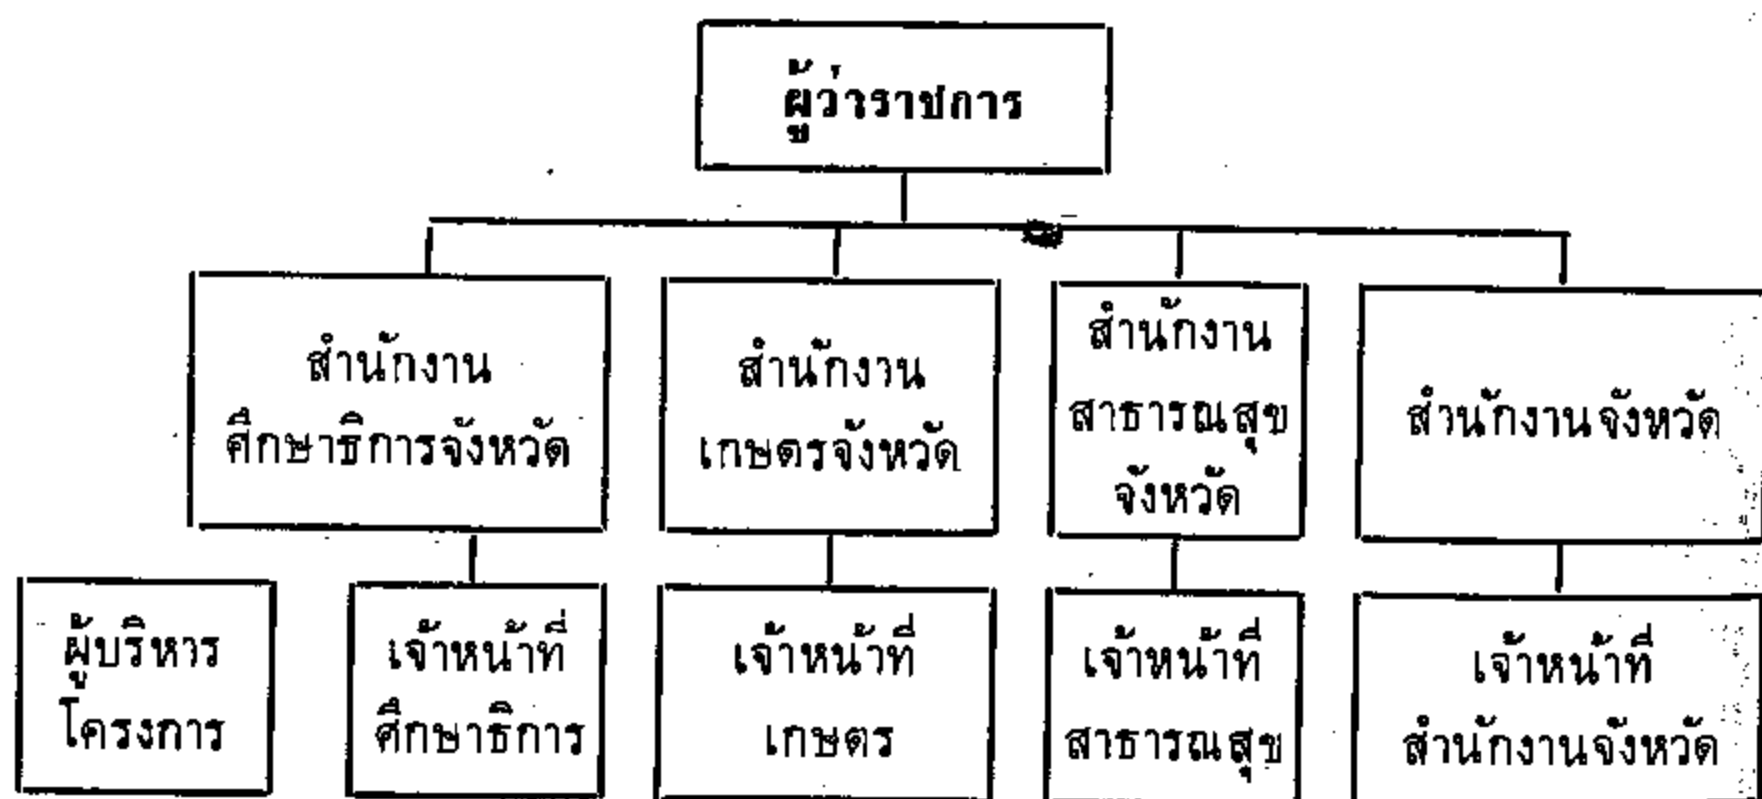 ผู้ว่าราชการ
สำนักงาน
ศึกษาธิการจังหวัด
สำนักงาน
เกษตรจังหวัด
สำนักงาน
สาธารณสุข
จังหวัด
สำนักงานจังหวัด
ผู้บริหาร
โครงการ
เจ้าหน้าที่
ศึกษาธิการ
เจ้าหน้าที่
เกษตร
เจ้าหน้าที่
สาธารณสุข
เจ้าหน้าที่
สำนักงานจังหวัด